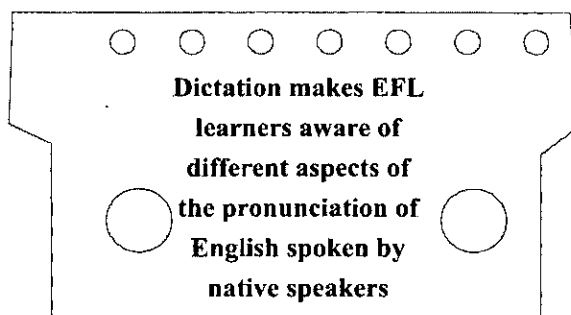 Dictation makes EFL
learners aware of
different aspects of
the pronunciation of
English spoken by
native speakers